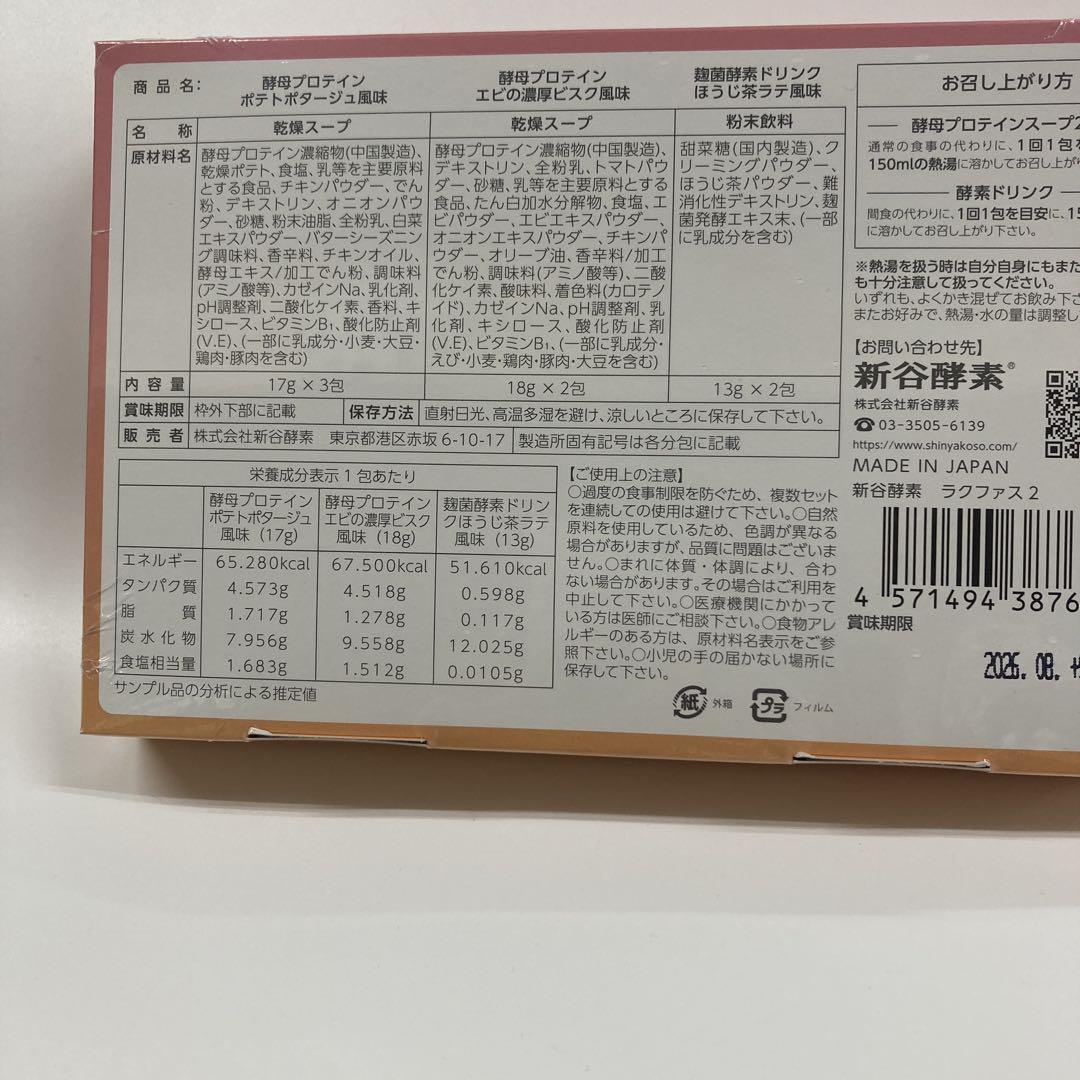 商品名:
酵母プロテイン
ポテトポタージュ風味
酵母プロテイン
エビの濃厚ビスク風味
麹菌酵素ドリンク
ほうじ茶ラテ風味
名称
乾燥スープ
乾燥スープ
粉末飲料
原材料名
酵母プロテイン濃縮物(中国製造)、
乾燥ポテト、食塩、乳等を主要原料
とする食品、チキンパウダー、でん
粉、デキストリン、オニオンパウ
ダー、砂糖、粉末油脂、全粉乳、白菜
エキスパウダー、バターシーズニン
グ調味料、香辛料、チキンオイル、
酵母エキス/加工でん粉、調味料
(アミノ酸等)、カゼインNa、乳化剤、
pH調整剤、二酸化ケイ素、香料、キ
シロース、ビタミンB₁、酸化防止剤
(V.E)、(一部に乳成分・小麦・大豆・
鶏肉・豚肉を含む)
酵母プロテイン濃縮物(中国製造)、
デキストリン、全粉乳、トマトパウ
ダー、砂糖、乳等を主要原料とする
食品、たん白加水分解物、食塩、エ
ビパウダー、エビエキスパウダー、
オニオンエキスパウダー、チキンパ
ウダー、オリーブ油、香辛料/加工
でん粉、調味料(アミノ酸等)、二酸
化ケイ素、酸味料、着色料(カロテノ
イド)、カゼインNa、pH調整剤、乳
化剤、キシロース、酸化防止剤
(V.E)、ビタミンB₁、(一部に乳成分・
えび・小麦・鶏肉・豚肉・大豆を含む)
甜菜糖(国内製造)、ク
リーミングパウダー、
ほうじ茶パウダー、難
消化性デキストリン、麹
菌発酵エキス末、(一部
に乳成分を含む)
内容量
17g×3包
18g×2包
13g×2包
賞味期限
枠外下部に記載
保存方法
直射日光、高温多湿を避け、涼しいところに保存して下さい。
販売者
株式会社新谷酵素 東京都港区赤坂6-10-17
製造所固有記号は各分包に記載
栄養成分表示1包あたり
酵母プロテイン
ポテトポタージュ
風味(17g)
酵母プロテイン
エビの濃厚ビスク
風味(18g)
麹菌酵素ドリン
クほうじ茶ラテ
風味(13g)
エネルギー 65.280kcal 67.500kcal 51.610kcal
タンパク質 4.573g 4.518g 0.598g
脂質 1.717g 1.278g 0.117g
炭水化物 7.956g 9.558g 12.025g
食塩相当量 1.683g 1.512g 0.0105g
サンプル品の分析による推定値
【ご使用上の注意】
○過度の食事制限を防ぐため、複数セット
を連続しての使用は避けて下さい。○自然
原料を使用しているため、色調が異なる
場合がありますが、品質に問題はございま
せん。○まれに体質・体調により、合わ
ない場合があります。その場合はご利用を
中止して下さい。○医療機関にかかって
いる方は医師にご相談下さい。○食物アレ
ルギーのある方は、原材料名表示をご参
照下さい。○小児の手の届かない場所に
保存して下さい。
紙 外箱
プラ フィルム
お召し上がり方
酵母プロテインスープ2
通常の食事の代わりに、1回1包を
150mlの熱湯に溶かしてお召し上が
酵素ドリンク
間食の代わりに、1回1包を目安に、15
に溶かしてお召し上がり下さい。
※熱湯を扱う時は自分自身にもまた
も十分注意して扱ってください。
いずれも、よくかき混ぜてお飲み下さ
またお好みで、熱湯・水の量は調整し
【お問い合わせ先】
新谷酵素®
株式会社新谷酵素
☎03-3505-6139
https://www.shinyakoso.com/
MADE IN JAPAN
新谷酵素 ラクファス2
4 571494 3876
賞味期限
2026.08.